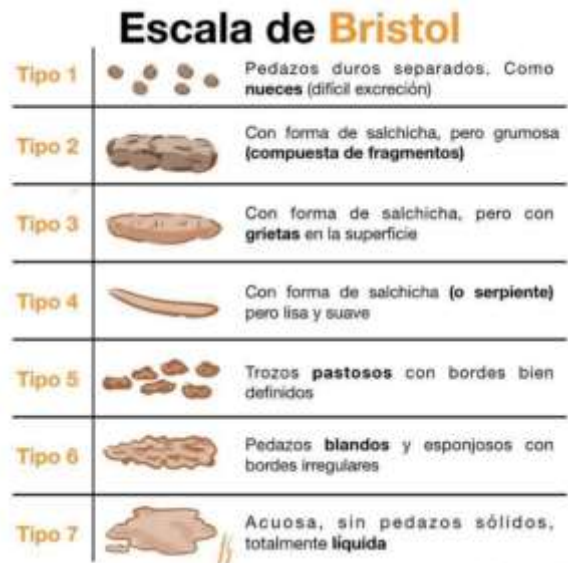 Escala de Bristol
Tipo 1
Pedazos duros separados. Como
nueces (difícil excreción)
Tipo 2
Con forma de salchicha, pero grumosa
(compuesta de fragmentos)
Tipo 3
Con forma de salchicha, pero con
grietas en la superficie
Tipo 4
Con forma de salchicha (o serpiente)
pero lisa y suave
Tipo 5
Trozos pastosos con bordes bien
definidos
Tipo 6
Pedazos blandos y esponjosos con
bordes irregulares
Tipo 7
Acuosa, sin pedazos sólidos,
totalmente líquida